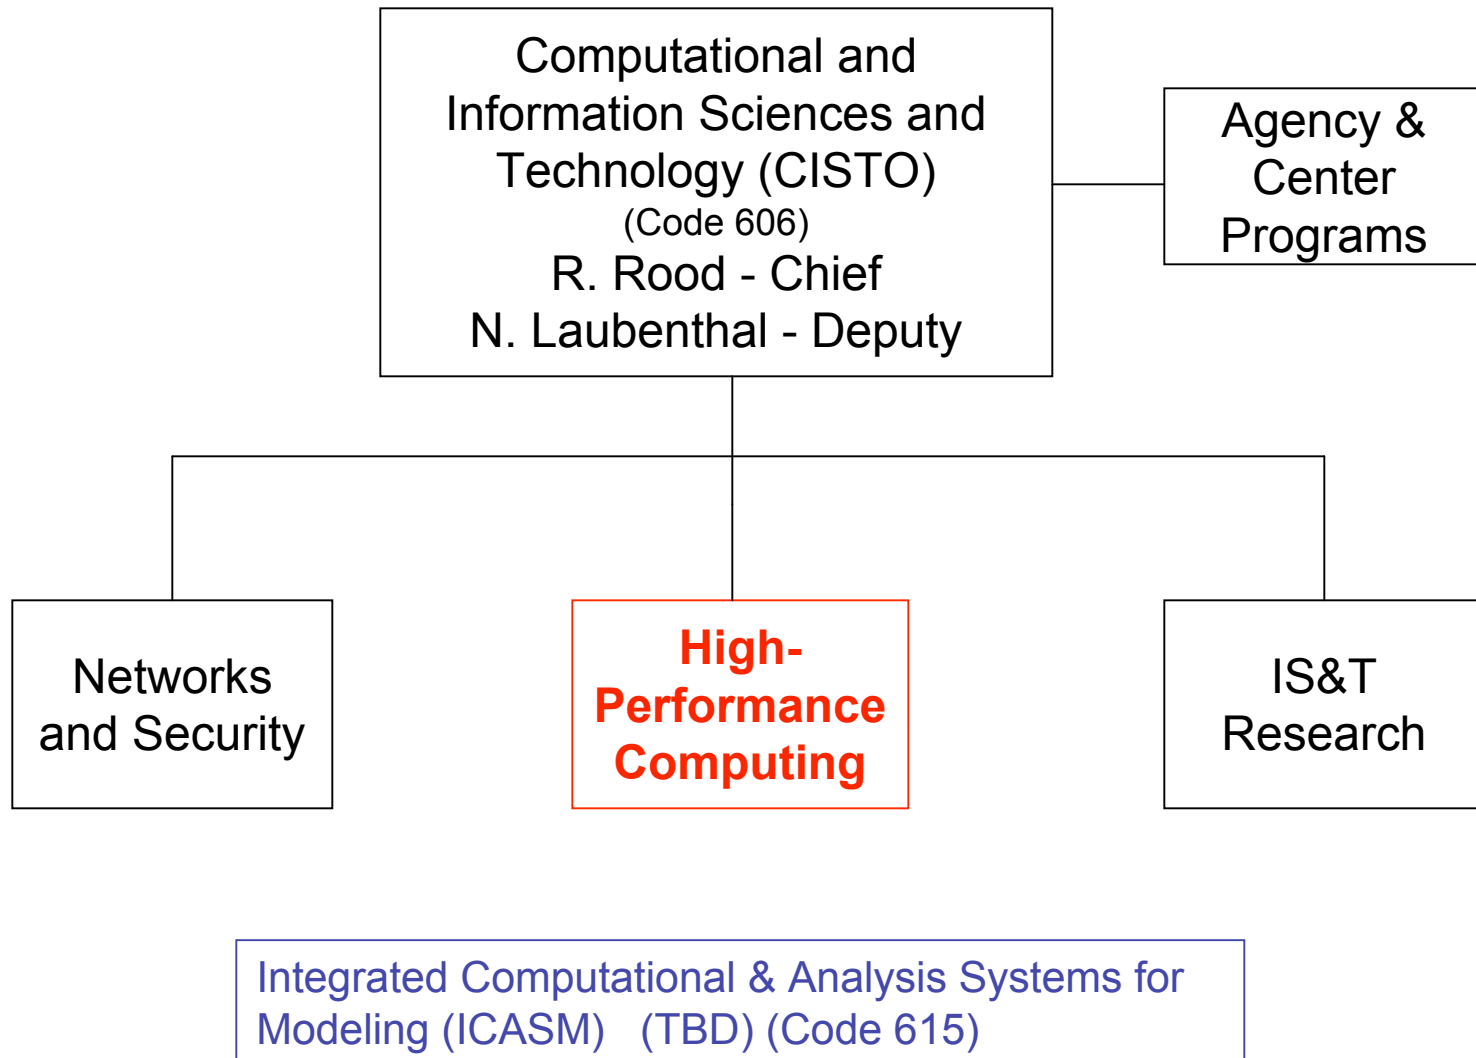 Computational and
Information Sciences and
Technology (CISTO)
(Code 606)
R. Rood - Chief
N. Laubenthal - Deputy
Agency &
Center
Programs
Networks
and Security
High-
Performance
Computing
IS&T
Research
Integrated Computational & Analysis Systems for
Modeling (ICASM) (TBD) (Code 615)